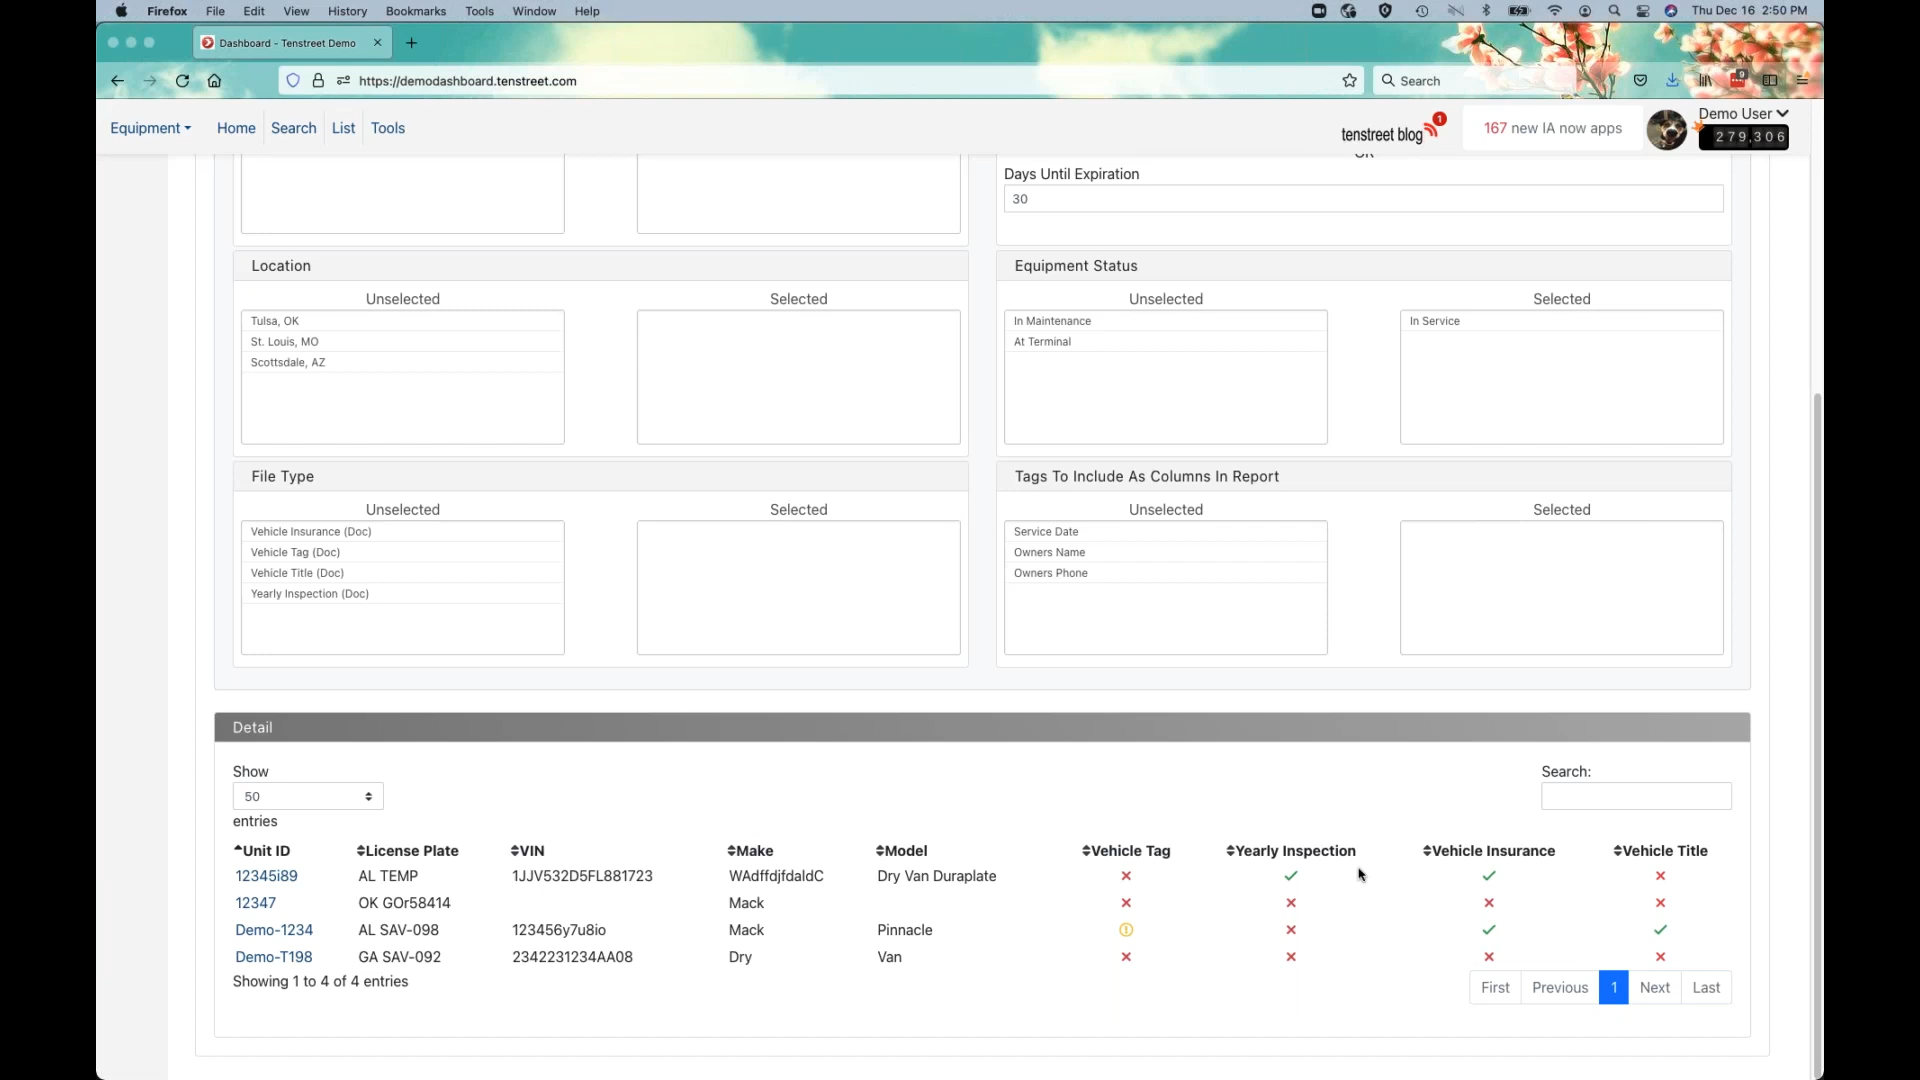 Firefox File Edit View History Bookmarks Tools Window Help Thu Dec 16 2:50 PM
Dashboard - Tenstreet Demo
https://demodashboard.tenstreet.com Search 9
Equipment Home Search List Tools tenstreet blog 1 167 new IA now apps Demo User
279,306
OR
Days Until Expiration
30
Location
Unselected Selected
Tulsa, OK
St. Louis, MO
Scottsdale, AZ
Equipment Status
Unselected Selected
In Maintenance In Service
At Terminal
File Type
Unselected Selected
Vehicle Insurance (Doc)
Vehicle Tag (Doc)
Vehicle Title (Doc)
Yearly Inspection (Doc)
Tags To Include As Columns In Report
Unselected Selected
Service Date
Owners Name
Owners Phone
Detail
Show Search:
50
entries
Unit ID License Plate VIN Make Model Vehicle Tag Yearly Inspection Vehicle Insurance Vehicle Title
12345i89 AL TEMP 1JJV532D5FL881723 WAdffdjfdaldC Dry Van Duraplate
12347 OK GOr58414 Mack
Demo-1234 AL SAV-098 123456y7u8io Mack Pinnacle
Demo-T198 GA SAV-092 2342231234AA08 Dry Van
Showing 1 to 4 of 4 entries
First Previous 1 Next Last